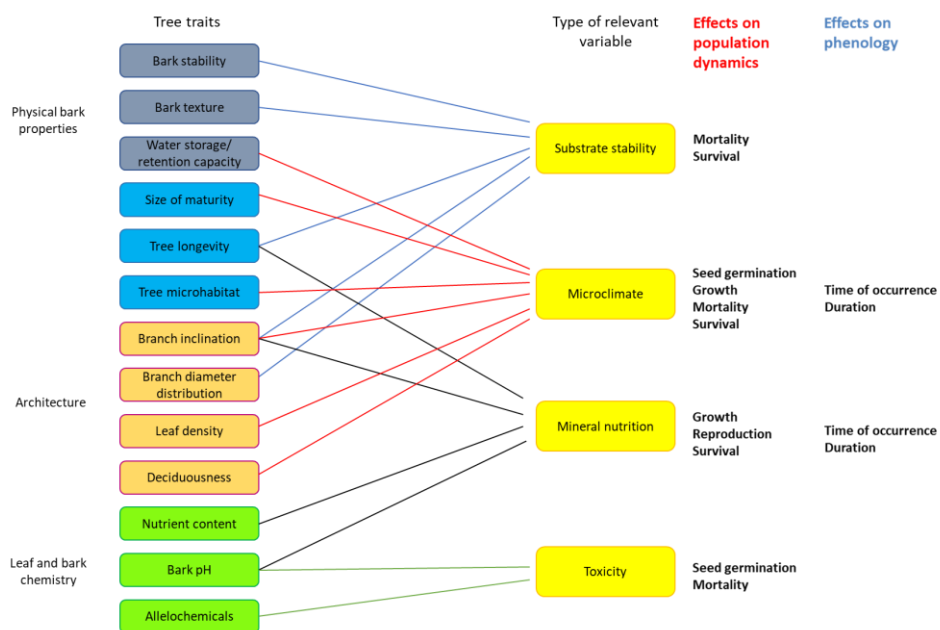 Tree traits
Type of relevant
variable
Effects on
population
dynamics
Effects on
phenology
Physical bark
properties
Bark stability
Bark texture
Water storage/
retention capacity
Size of maturity
Tree longevity
Tree microhabitat
Architecture
Branch inclination
Branch diameter
distribution
Leaf density
Deciduousness
Leaf and bark
chemistry
Nutrient content
Bark pH
Allelochemicals
Substrate stability
Mortality
Survival
Microclimate
Seed germination
Growth
Mortality
Survival
Time of occurrence
Duration
Mineral nutrition
Growth
Reproduction
Survival
Time of occurrence
Duration
Toxicity
Seed germination
Mortality